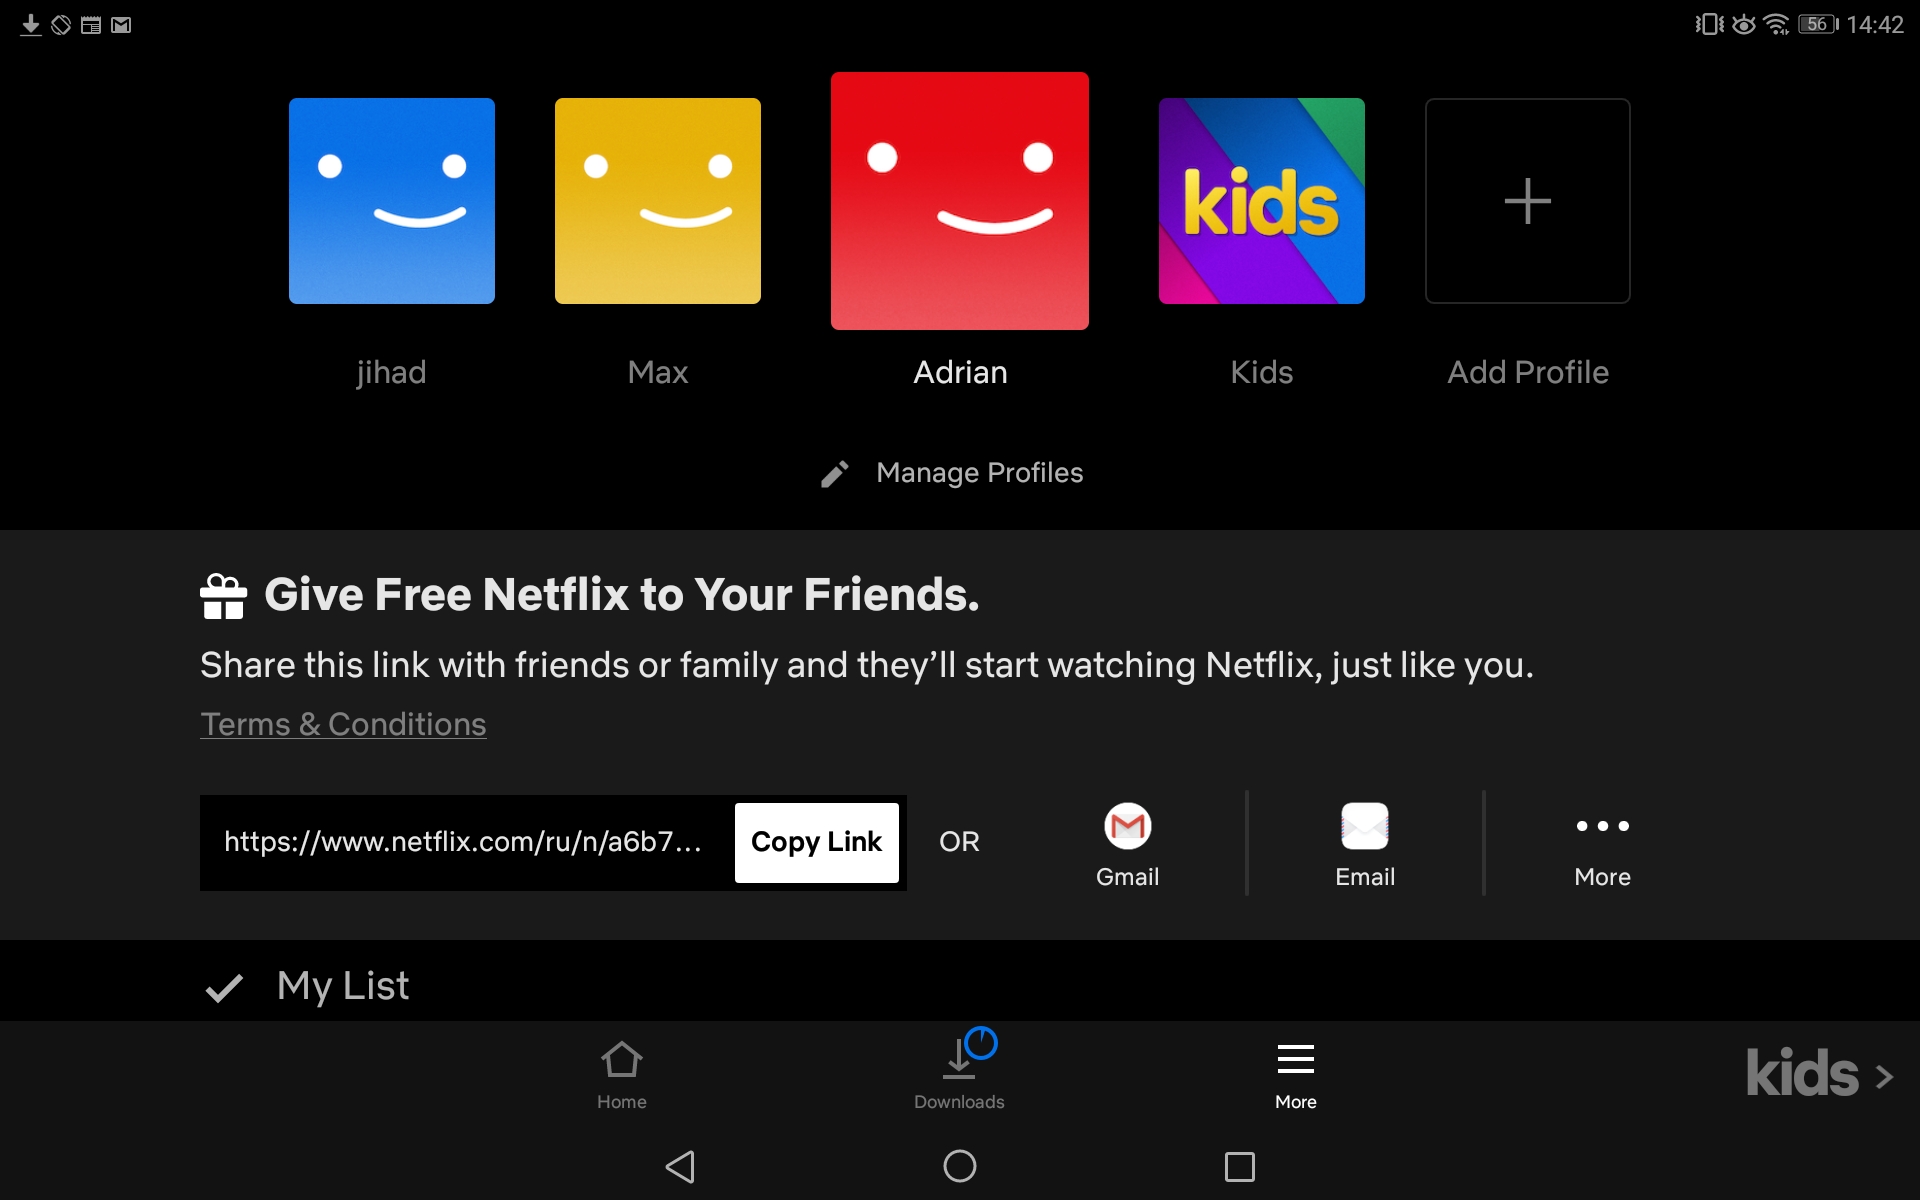 56 14:42
kids
jihad Max Adrian Kids Add Profile
Manage Profiles
Give Free Netflix to Your Friends.
Share this link with friends or family and they’ll start watching Netflix, just like you.
Terms & Conditions
https://www.netflix.com/ru/n/a6b7... Copy Link OR
Gmail Email More
My List
Home Downloads More kids